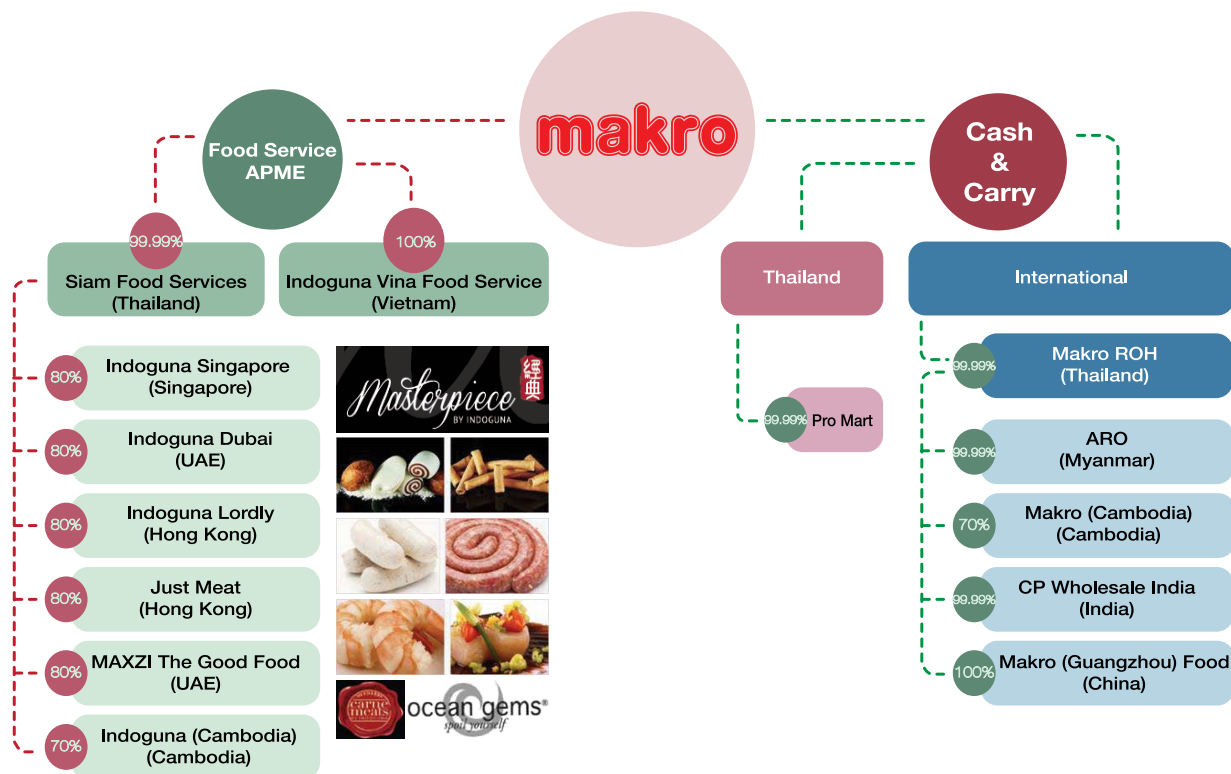 makro
Food Service
APME
Cash
&
Carry
99.99%
Siam Food Services
(Thailand)
100%
Indoguna Vina Food Service
(Vietnam)
Thailand
International
80%
Indoguna Singapore
(Singapore)
80%
Indoguna Dubai
(UAE)
80%
Indoguna Lordly
(Hong Kong)
80%
Just Meat
(Hong Kong)
80%
MAXZI The Good Food
(UAE)
70%
Indoguna (Cambodia)
(Cambodia)
Masterpiece
BY INDOGUNA
carne
meats
ocean gems®
spoil yourself
99.99%
Pro Mart
99.99%
Makro ROH
(Thailand)
99.99%
ARO
(Myanmar)
70%
Makro (Cambodia)
(Cambodia)
99.99%
CP Wholesale India
(India)
100%
Makro (Guangzhou) Food
(China)